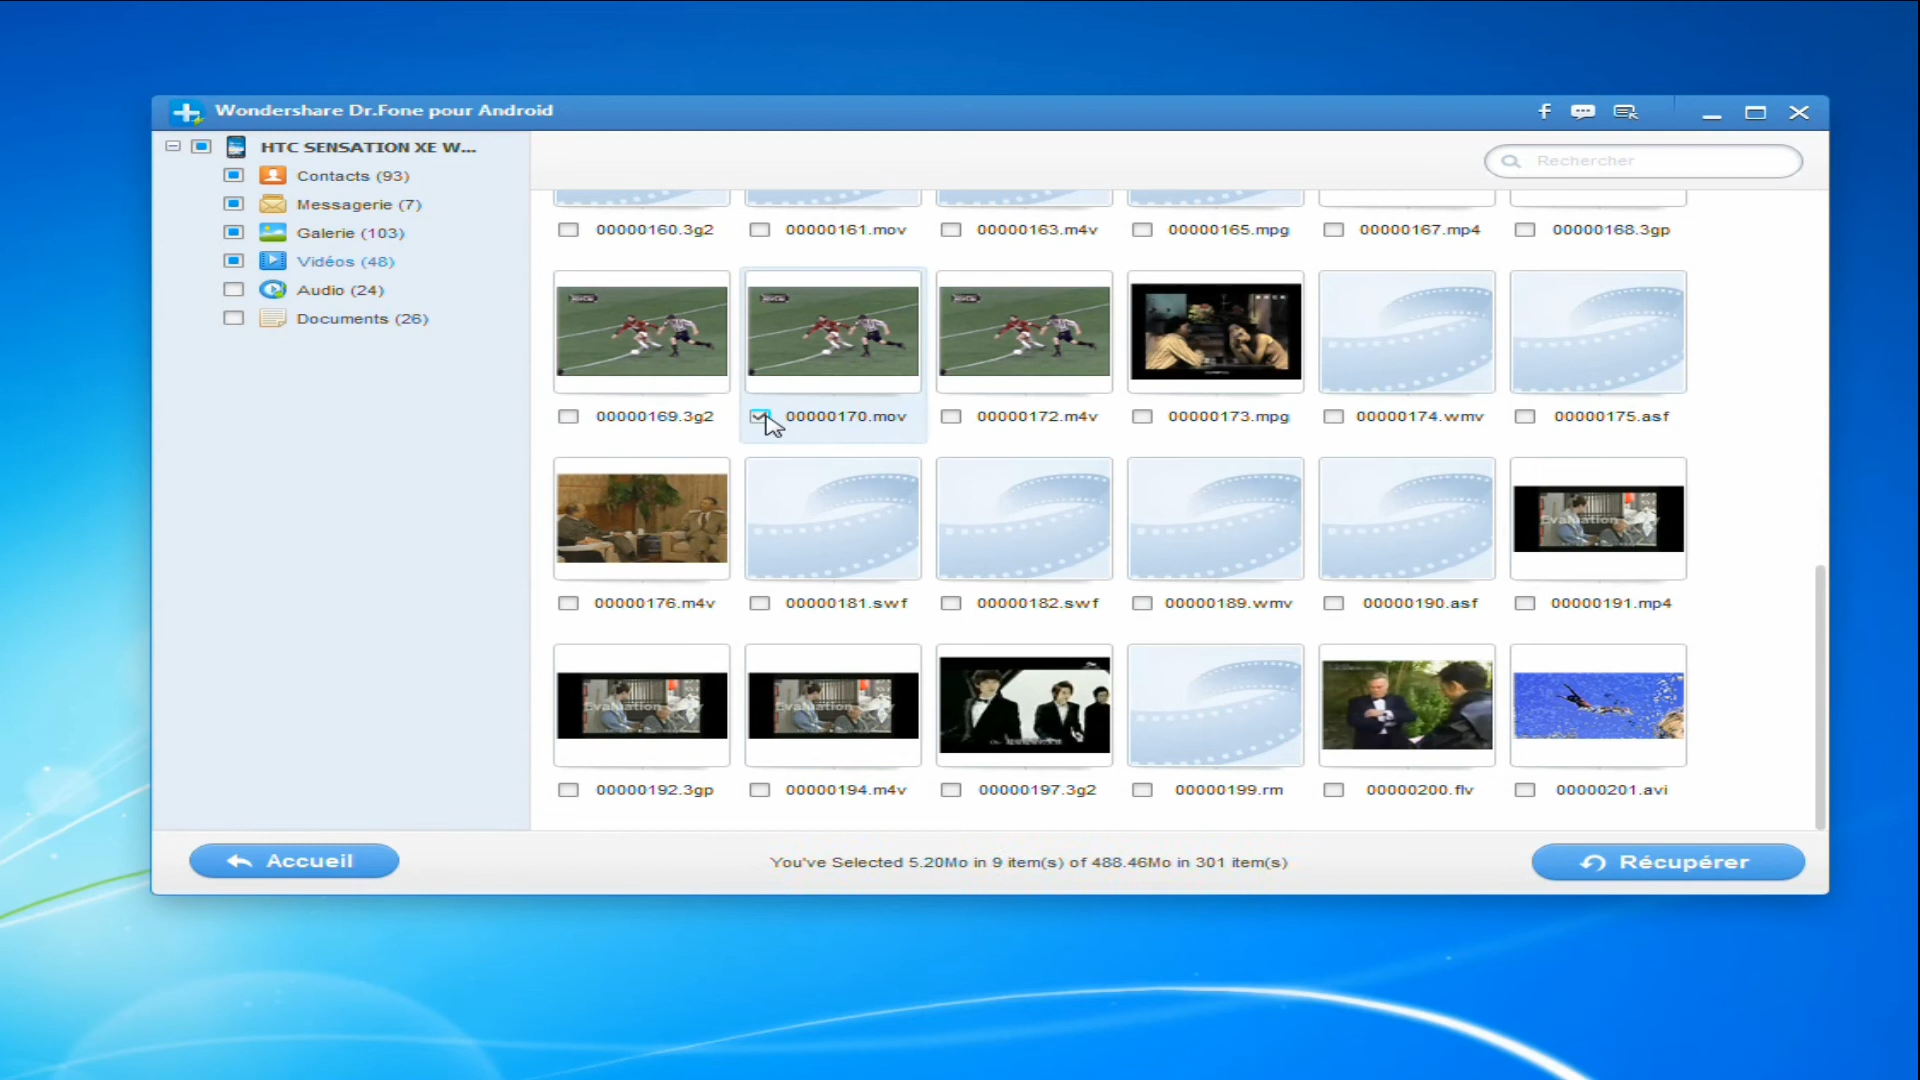 Wondershare Dr.Fone pour Android
HTC SENSATION XE W...
Contacts (93)
Messagerie (7)
Galerie (103)
Vidéos (48)
Audio (24)
Documents (26)
Rechercher
00000160.3g2 00000161.mov 00000163.m4v 00000165.mpg 00000167.mp4 00000168.3gp
00000169.3g2 00000170.mov 00000172.m4v 00000173.mpg 00000174.wmv 00000175.asf
Evaluation
00000176.m4v 00000181.swf 00000182.swf 00000189.wmv 00000190.asf 00000191.mp4
Evaluation Evaluation
00000192.3gp 00000194.m4v 00000197.3g2 00000199.rm 00000200.flv 00000201.avi
Accueil
You've Selected 5.20Mo in 9 item(s) of 488.46Mo in 301 item(s)
Récupérer